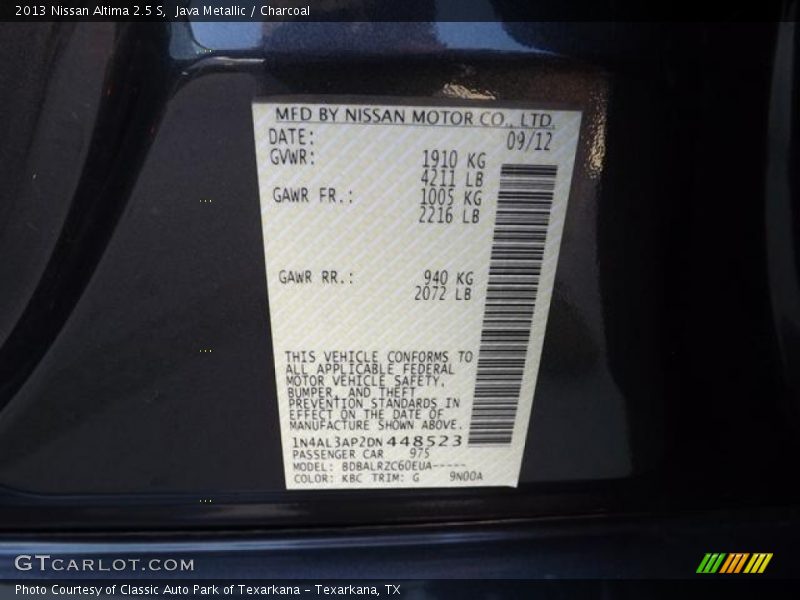 2013 Nissan Altima 2.5 S, Java Metallic / Charcoal
MFD BY NISSAN MOTOR CO., LTD.
DATE: 09/12
GVWR: 1910 KG
4211 LB
GAWR FR.: 1005 KG
2216 LB
GAWR RR.: 940 KG
2072 LB
THIS VEHICLE CONFORMS TO
ALL APPLICABLE FEDERAL
MOTOR VEHICLE SAFETY,
BUMPER, AND THEFT
PREVENTION STANDARDS IN
EFFECT ON THE DATE OF
MANUFACTURE SHOWN ABOVE.
1N4AL3AP2DN448523
PASSENGER CAR 975
MODEL: BDBALRZC60EUA-----
COLOR: KBC TRIM: G 9N00A
GTCARLOT.COM
Photo Courtesy of Classic Auto Park of Texarkana - Texarkana, TX